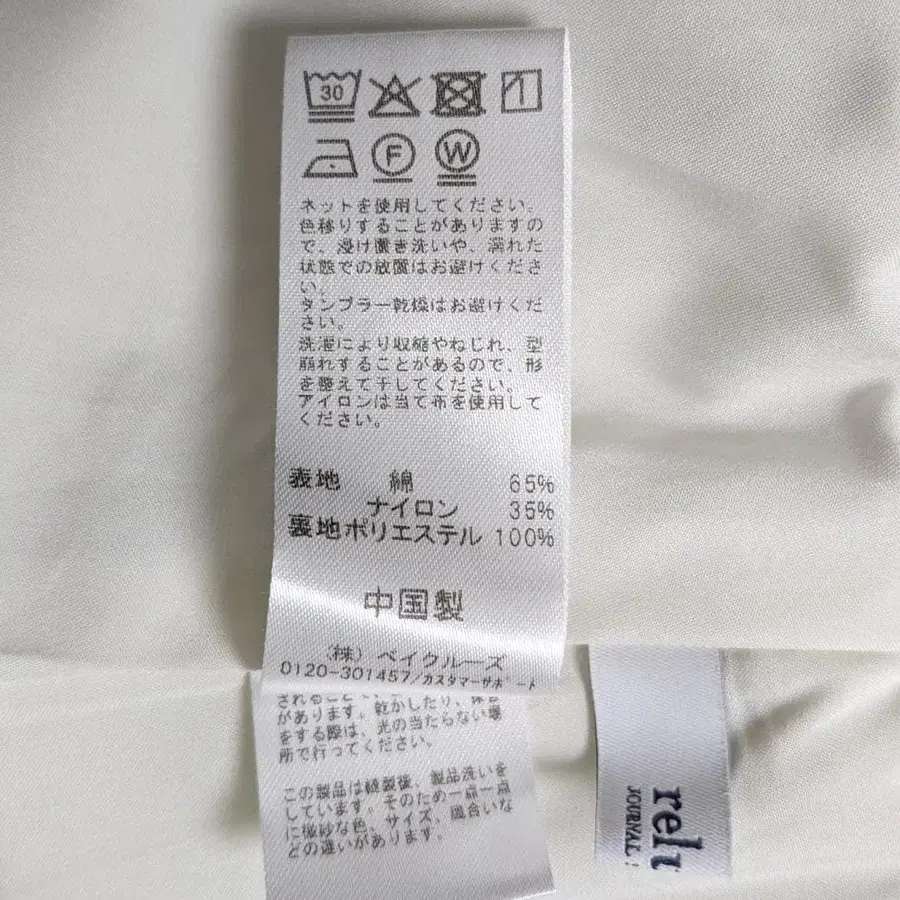 30
F
W
ネットを使用してください。
色移りすることがありますの
で、浸け置き洗いや、濡れた
状態での放置はお避けくださ
い。
タンブラー乾燥はお避けくだ
さい。
洗濯により収縮やねじれ、型
崩れすることがあるので、形
を整えて干してください。
アイロンは当て布を使用して
ください。
表地 綿 65%
ナイロン 35%
裏地ポリエステル 100%
中国製
(株) ベイクルーズ
0120-301457/カスタマーサポート
があります。乾かしたり、保管
をする際は、光の当たらない場
所で行ってください。
この製品は縫製後、製品洗いを
しています。そのため一点一点
に微妙な色、サイズ、風合いな
どの違いがあります。
relu
JOURNAL